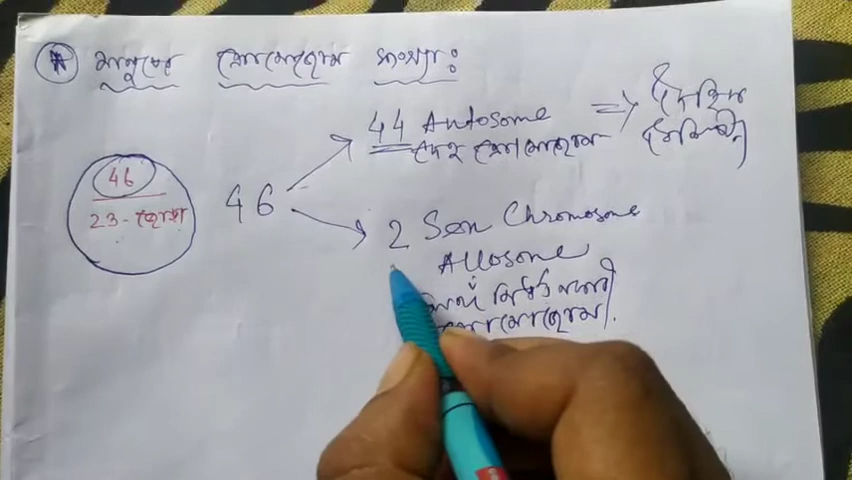 মানুষের ক্রোমোজোম সংখ্যা :
46
23 - জোড়া
46
44 Autosome
দেহ ক্রোমোজোম
⇒ দৈহিক
বৈশিষ্ট্য
2 Sex Chromosome
Allosome
লিঙ্গ নির্ধারণকারী
ক্রোমোজোম।